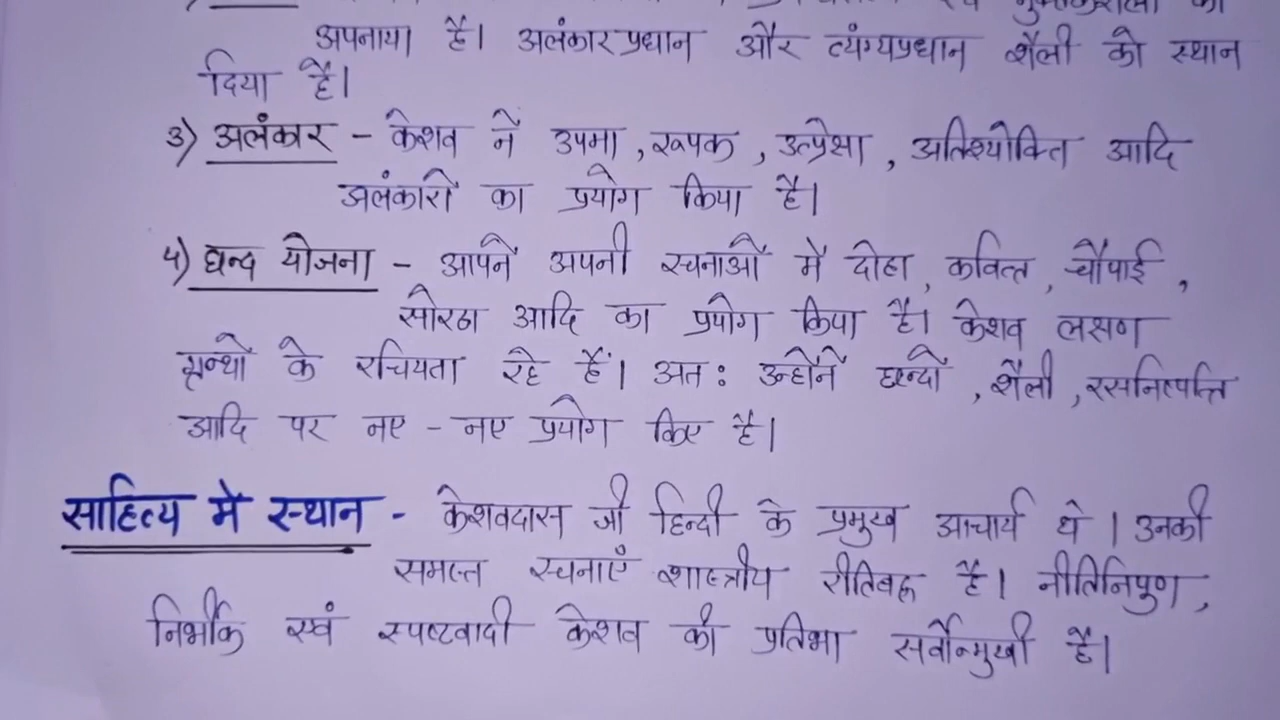 अपनाया है। अलंकार प्रधान और व्यंग्यप्रधान शैली को स्थान
दिया है।
3) अलंकार - केशव ने उपमा, रूपक, उत्प्रेक्षा, अतिश्योक्ति आदि
अलंकारों का प्रयोग किया है।
4) छन्द योजना - आपने अपनी रचनाओं में दोहा, कवित्त, चौपाई,
सोरठा आदि का प्रयोग किया है। केशव लक्षण
ग्रन्थों के रचियता रहे हैं। अत: उन्होंने छन्दों, शैली, रसनिष्पत्ति
आदि पर नए - नए प्रयोग किए है।
साहित्य मे स्थान - केशवदास जी हिन्दी के प्रमुख आचार्य थे। उनकी
समस्त रचनाएँ शास्त्रीय रीतिबद्ध है। नीतिनिपुण,
निर्भीक एवं स्पष्टवादी केशव की प्रतिभा सर्वोन्मुखी है।